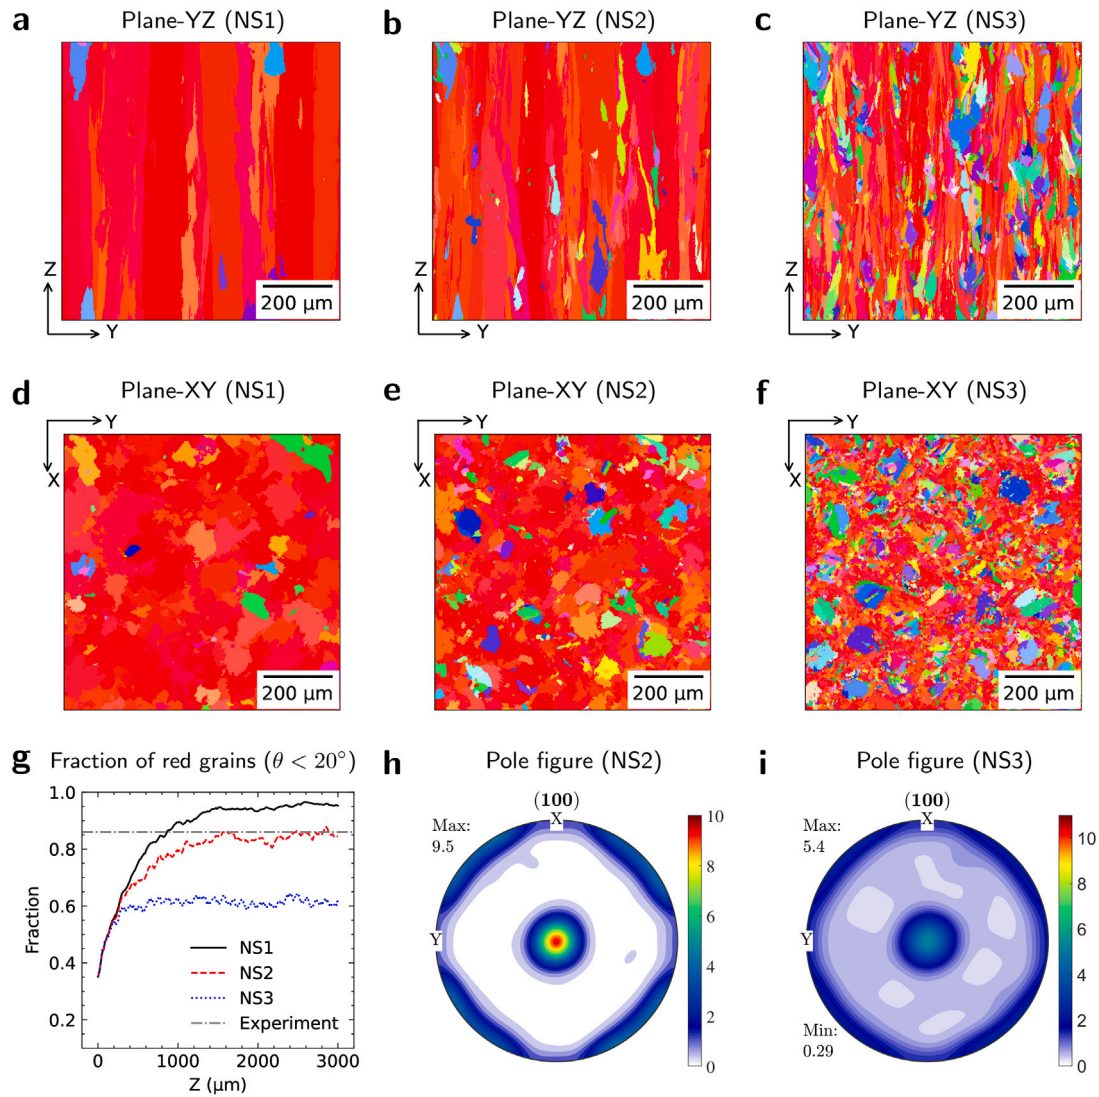 a Plane-YZ (NS1)
b Plane-YZ (NS2)
c Plane-YZ (NS3)
Z
Y
200 μm
Z
Y
200 μm
Z
Y
200 μm
d Plane-XY (NS1)
e Plane-XY (NS2)
f Plane-XY (NS3)
Y
X
200 μm
Y
X
200 μm
Y
X
200 μm
g Fraction of red grains (θ < 20°)
1.0
0.8
0.6
0.4
0.2
Fraction
NS1
NS2
NS3
Experiment
0 1000 2000 3000
Z (μm)
h Pole figure (NS2)
(100)
X
Max:
9.5
Y
10
8
6
4
2
0
i Pole figure (NS3)
(100)
X
Max:
5.4
Y
Min:
0.29
10
8
6
4
2
0